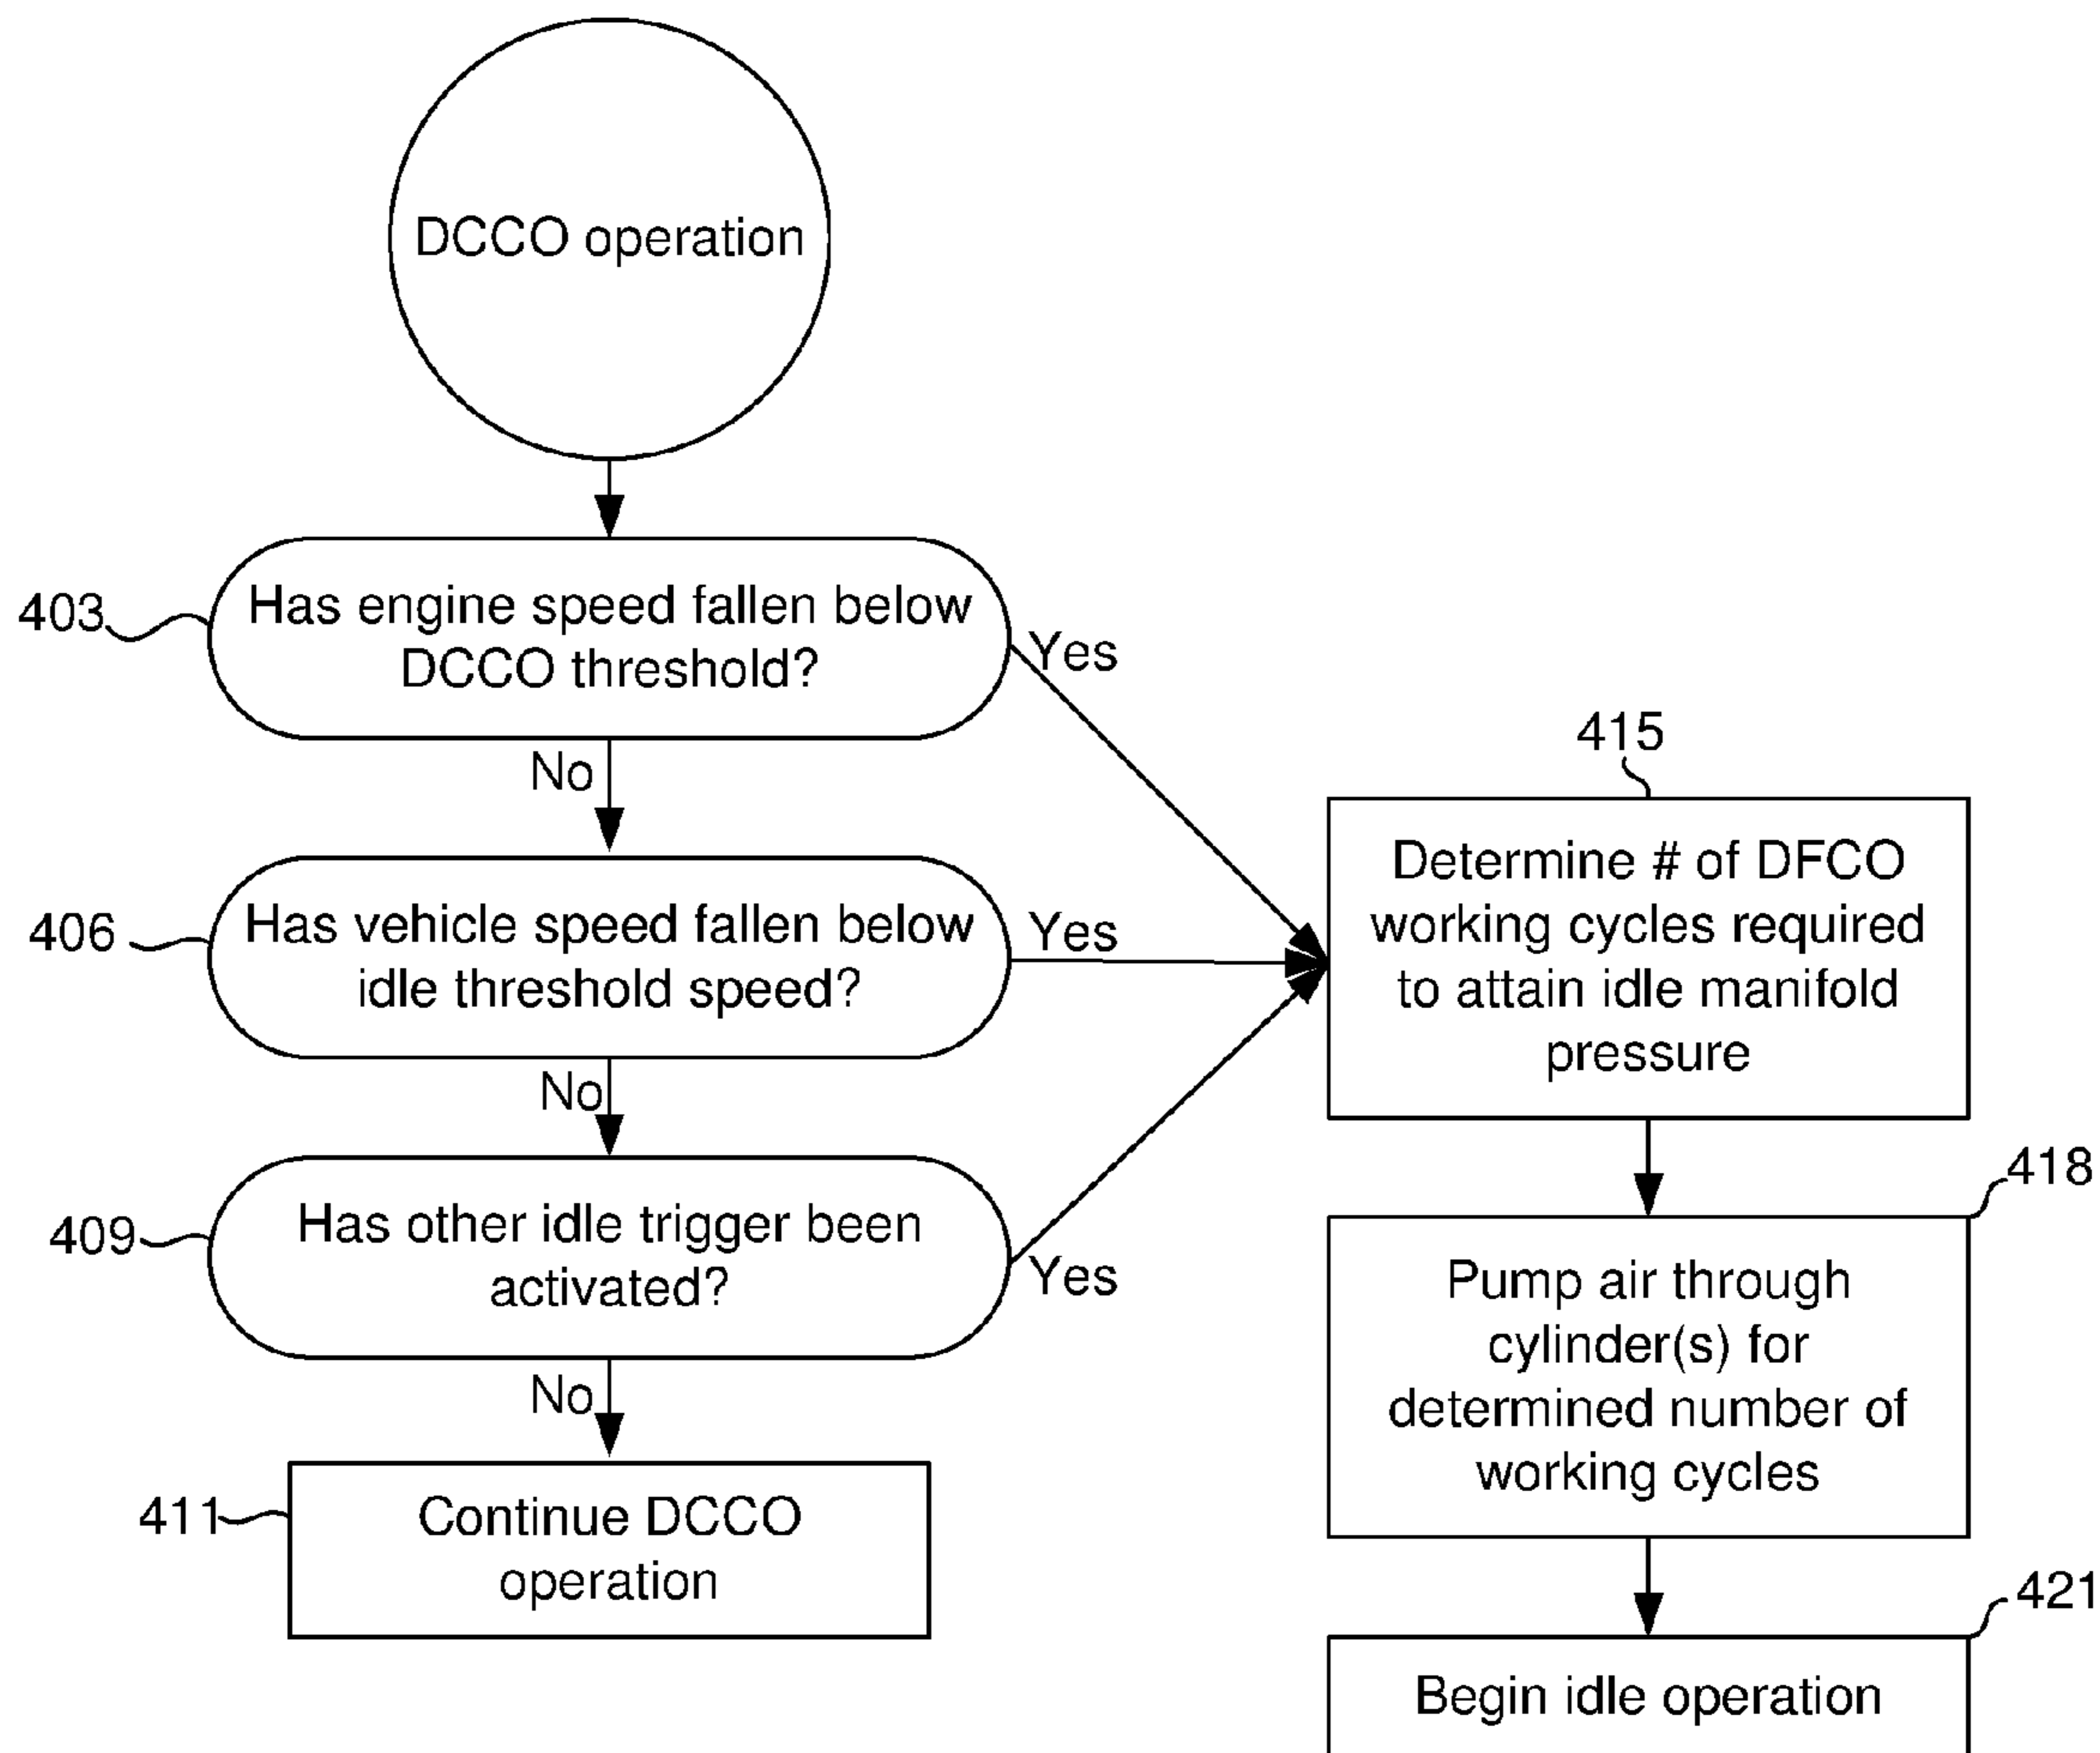 DCCO operation
403
Has engine speed fallen below
DCCO threshold?
Yes
No
406
Has vehicle speed fallen below
idle threshold speed?
Yes
No
409
Has other idle trigger been
activated?
Yes
No
411
Continue DCCO
operation
415
Determine # of DFCO
working cycles required
to attain idle manifold
pressure
418
Pump air through
cylinder(s) for
determined number of
working cycles
421
Begin idle operation